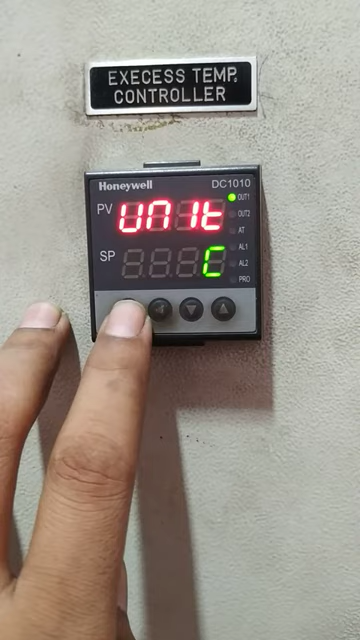 EXECESS TEMP.
CONTROLLER
Honeywell
DC1010
PV
UNIt
OUT1
OUT2
SP
C
AT
AL1
AL2
PRO